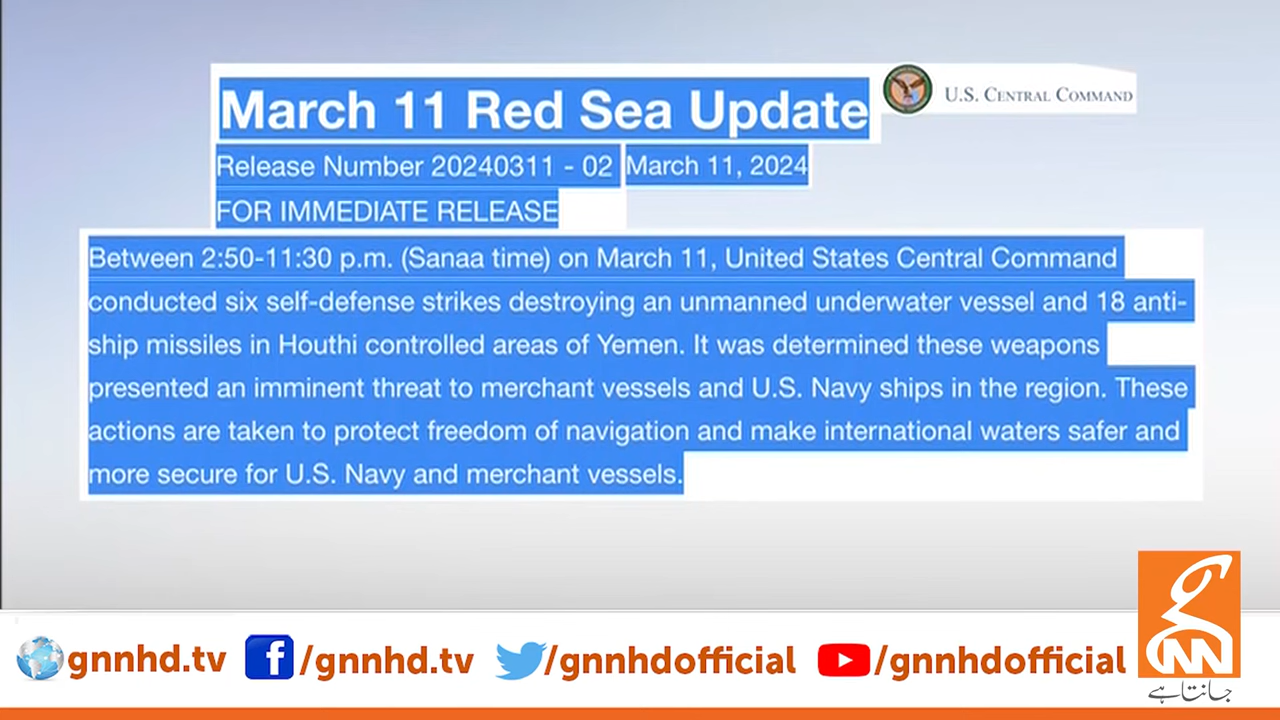 March 11 Red Sea Update
U.S. CENTRAL COMMAND
Release Number 20240311 - 02 March 11, 2024
FOR IMMEDIATE RELEASE
Between 2:50-11:30 p.m. (Sanaa time) on March 11, United States Central Command
conducted six self-defense strikes destroying an unmanned underwater vessel and 18 anti-
ship missiles in Houthi controlled areas of Yemen. It was determined these weapons
presented an imminent threat to merchant vessels and U.S. Navy ships in the region. These
actions are taken to protect freedom of navigation and make international waters safer and
more secure for U.S. Navy and merchant vessels.
gnnhd.tv /gnnhd.tv /gnnhdofficial /gnnhdofficial
GNN
جانتا ہے